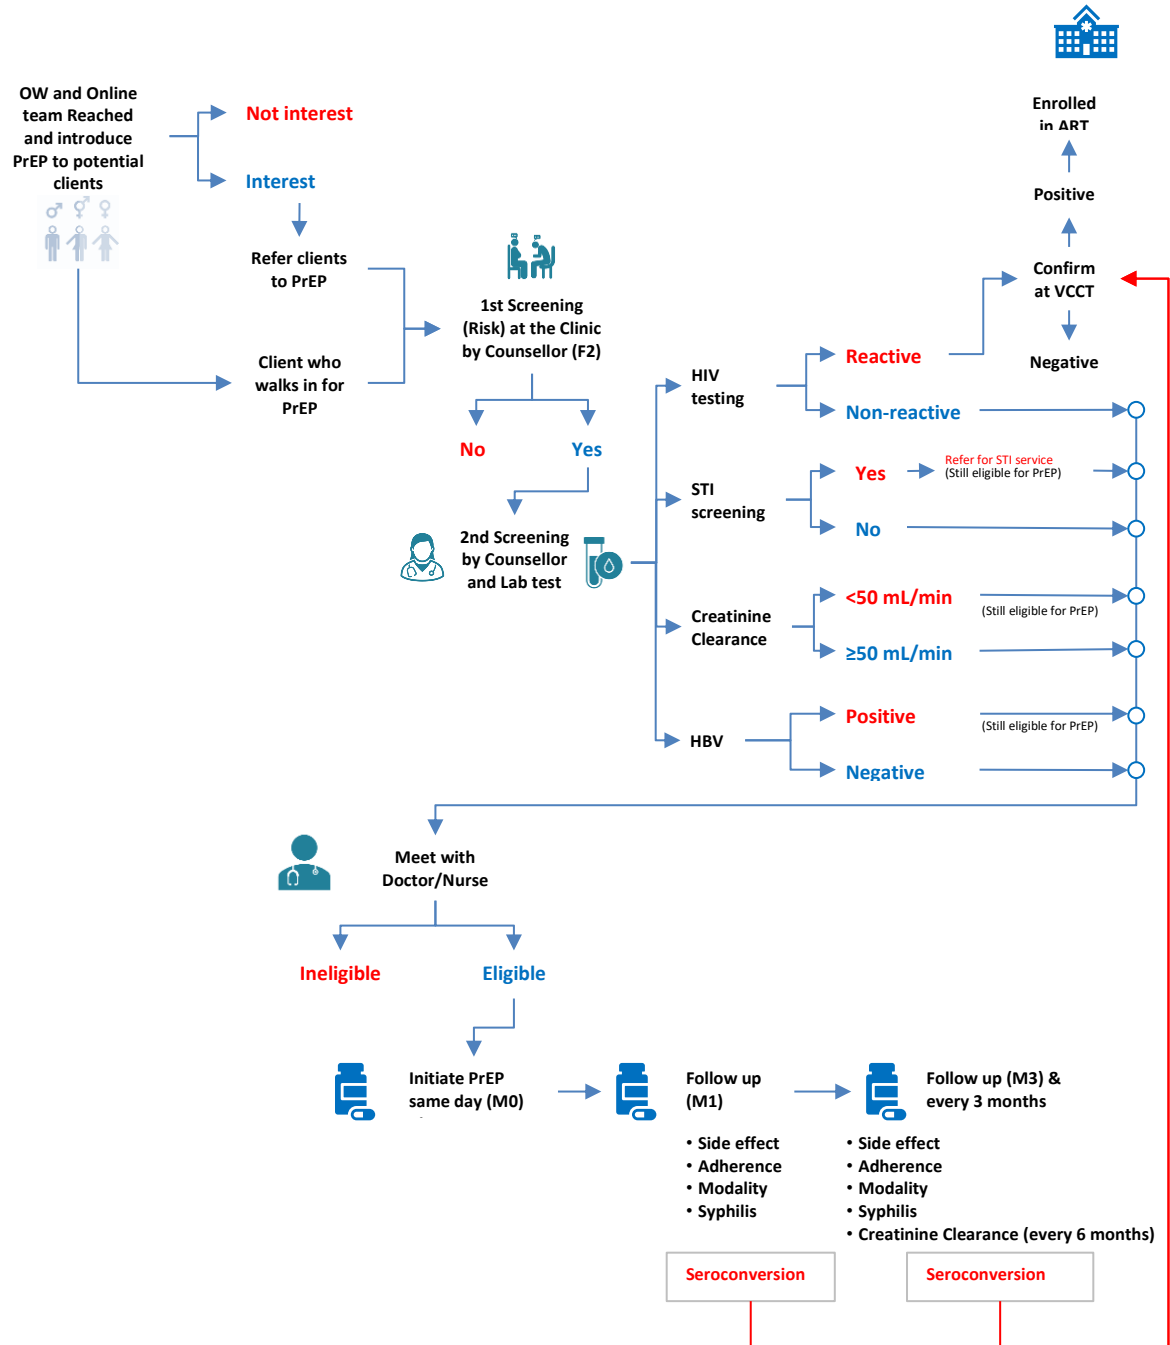 OW and Online
team Reached
and introduce
PrEP to potential
clients
Not interest
Interest
Refer clients
to PrEP
Client who
walks in for
PrEP
1st Screening
(Risk) at the Clinic
by Counsellor (F2)
No
Yes
2nd Screening
by Counsellor
and Lab test
Enrolled
in ART
Positive
Confirm
at VCCT
Negative
HIV
testing
Reactive
Non-reactive
STI
screening
Yes
Refer for STI service
(Still eligible for PrEP)
No
Creatinine
Clearance
<50 mL/min
(Still eligible for PrEP)
≥50 mL/min
HBV
Positive
(Still eligible for PrEP)
Negative
Meet with
Doctor/Nurse
Ineligible
Eligible
Initiate PrEP
same day (M0)
Follow up
(M1)
• Side effect
• Adherence
• Modality
• Syphilis
Seroconversion
Follow up (M3) &
every 3 months
• Side effect
• Adherence
• Modality
• Syphilis
• Creatinine Clearance (every 6 months)
Seroconversion